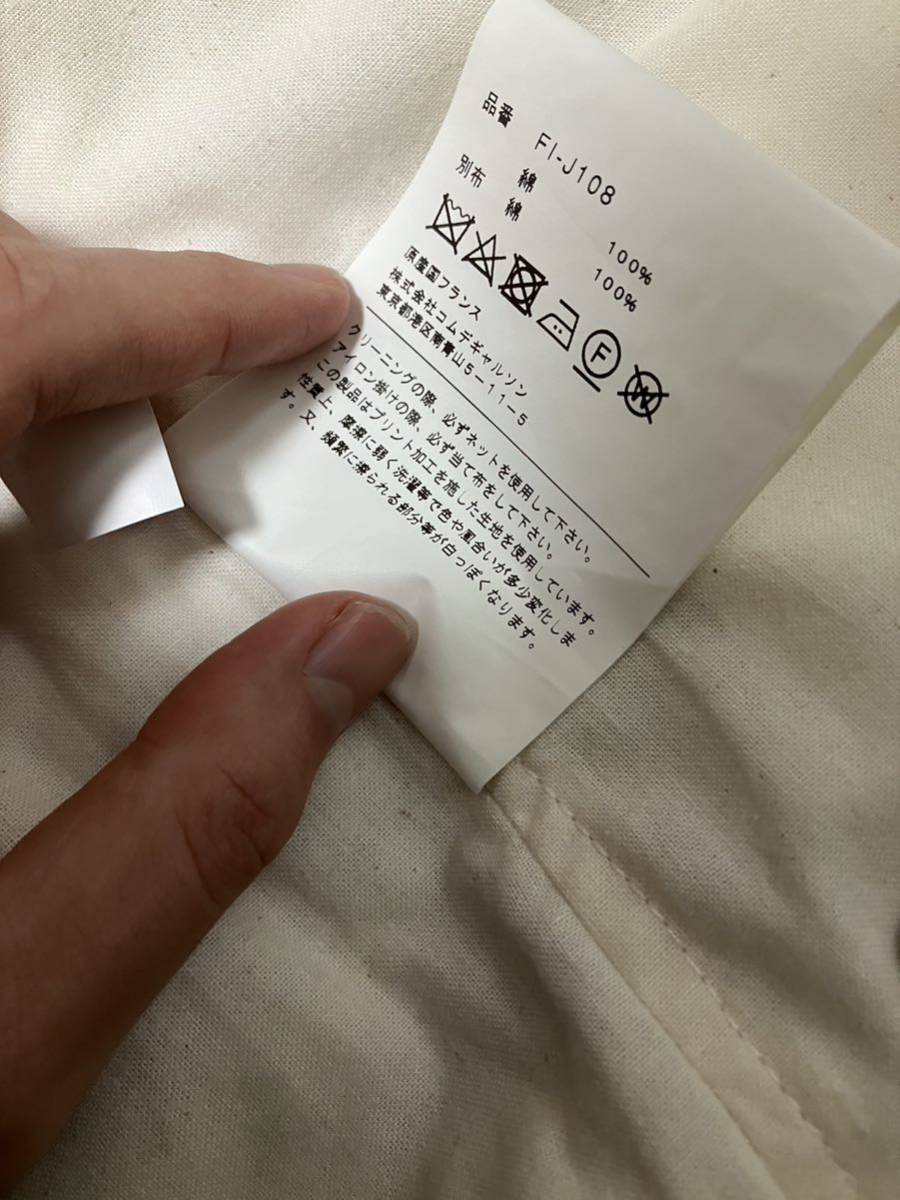 品番 FI-J108
綿 100%
別布 綿 100%
F
W
原産国フランス
株式会社コムデギャルソン
東京都港区南青山5-11-5
クリーニングの際、必ずネットを使用して下さい。
アイロン掛けの際、必ず当て布をして下さい。
この製品はプリント加工を施した生地を使用しています。
性質上、摩擦に弱く洗濯等で色や風合いが多少変化しま
す。又、頻繁に擦られる部分等が白っぽくなります。